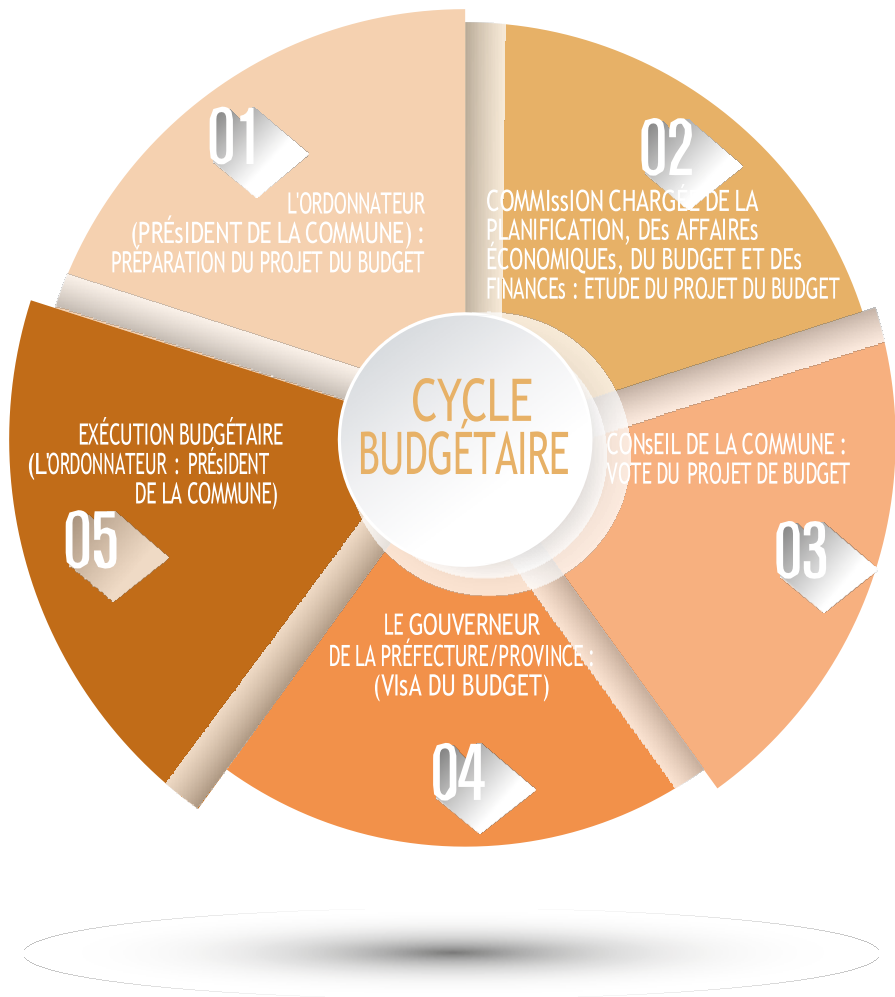 01
L'ORDONNATEUR
(PRÉsIDENT DE LA COMMUNE) :
PRÉPARATION DU PROJET DU BUDGET
02
COMMIssION CHARGÉE DE LA
PLANIFICATION, DEs AFFAIREs
ÉCONOMIQUEs, DU BUDGET ET DEs
FINANCEs : ETUDE DU PROJET DU BUDGET
CYCLE
BUDGÉTAIRE
CONsEIL DE LA COMMUNE :
VOTE DU PROJET DE BUDGET
03
LE GOUVERNEUR
DE LA PRÉFECTURE/PROVINCE :
(VIsA DU BUDGET)
04
EXÉCUTION BUDGÉTAIRE
(L'ORDONNATEUR : PRÉsIDENT
DE LA COMMUNE)
05